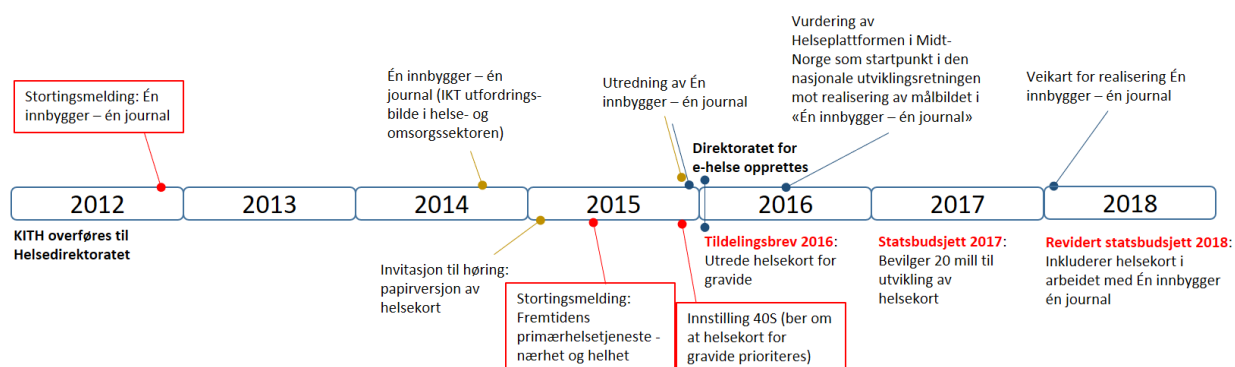 Stortingsmelding: Én
innbygger – én journal
Én innbygger – én
journal (IKT utfordrings-
bilde i helse- og
omsorgssektoren)
Utredning av Én
innbygger – én journal
Direktoratet for
e-helse opprettes
Vurdering av
Helseplattformen i Midt-
Norge som startpunkt i den
nasjonale utviklingsretningen
mot realisering av målbildet i
«Én innbygger – én journal»
Veikart for realisering Én
innbygger – én journal
2012
2013
2014
2015
2016
2017
2018
KITH overføres til
Helsedirektoratet
Invitasjon til høring:
papirversjon av
helsekort
Stortingsmelding:
Fremtidens
primærhelsetjeneste -
nærhet og helhet
Innstilling 40S (ber om
at helsekort for
gravide prioriteres)
Tildelingsbrev 2016:
Utrede helsekort for
gravide
Statsbudsjett 2017:
Bevilger 20 mill til
utvikling av
helsekort
Revidert statsbudsjett 2018:
Inkluderer helsekort i
arbeidet med Én innbygger
én journal